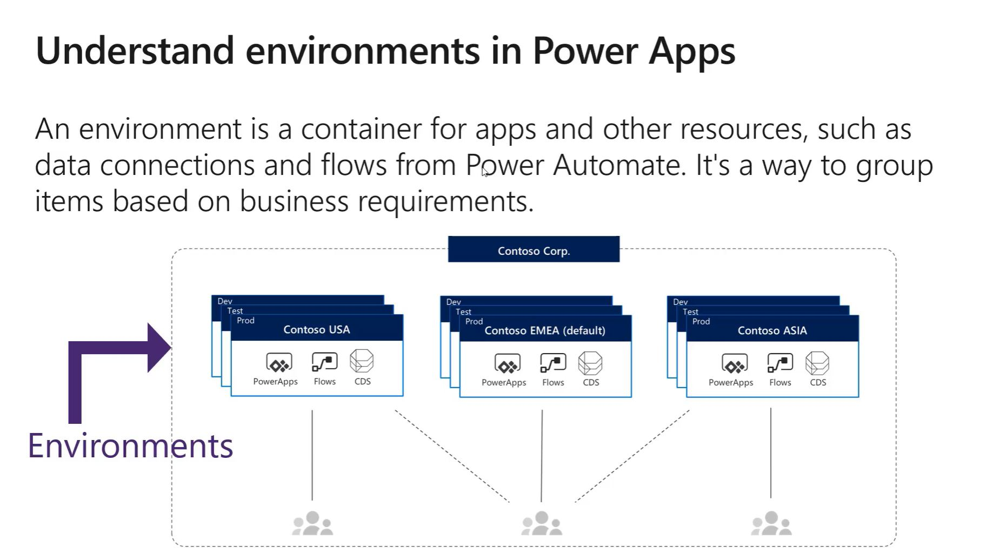 Understand environments in Power Apps
An environment is a container for apps and other resources, such as
data connections and flows from Power Automate. It's a way to group
items based on business requirements.
Contoso Corp.
Dev
Test
Prod
Contoso USA
PowerApps Flows CDS
Dev
Test
Prod
Contoso EMEA (default)
PowerApps Flows CDS
Dev
Test
Prod
Contoso ASIA
PowerApps Flows CDS
Environments